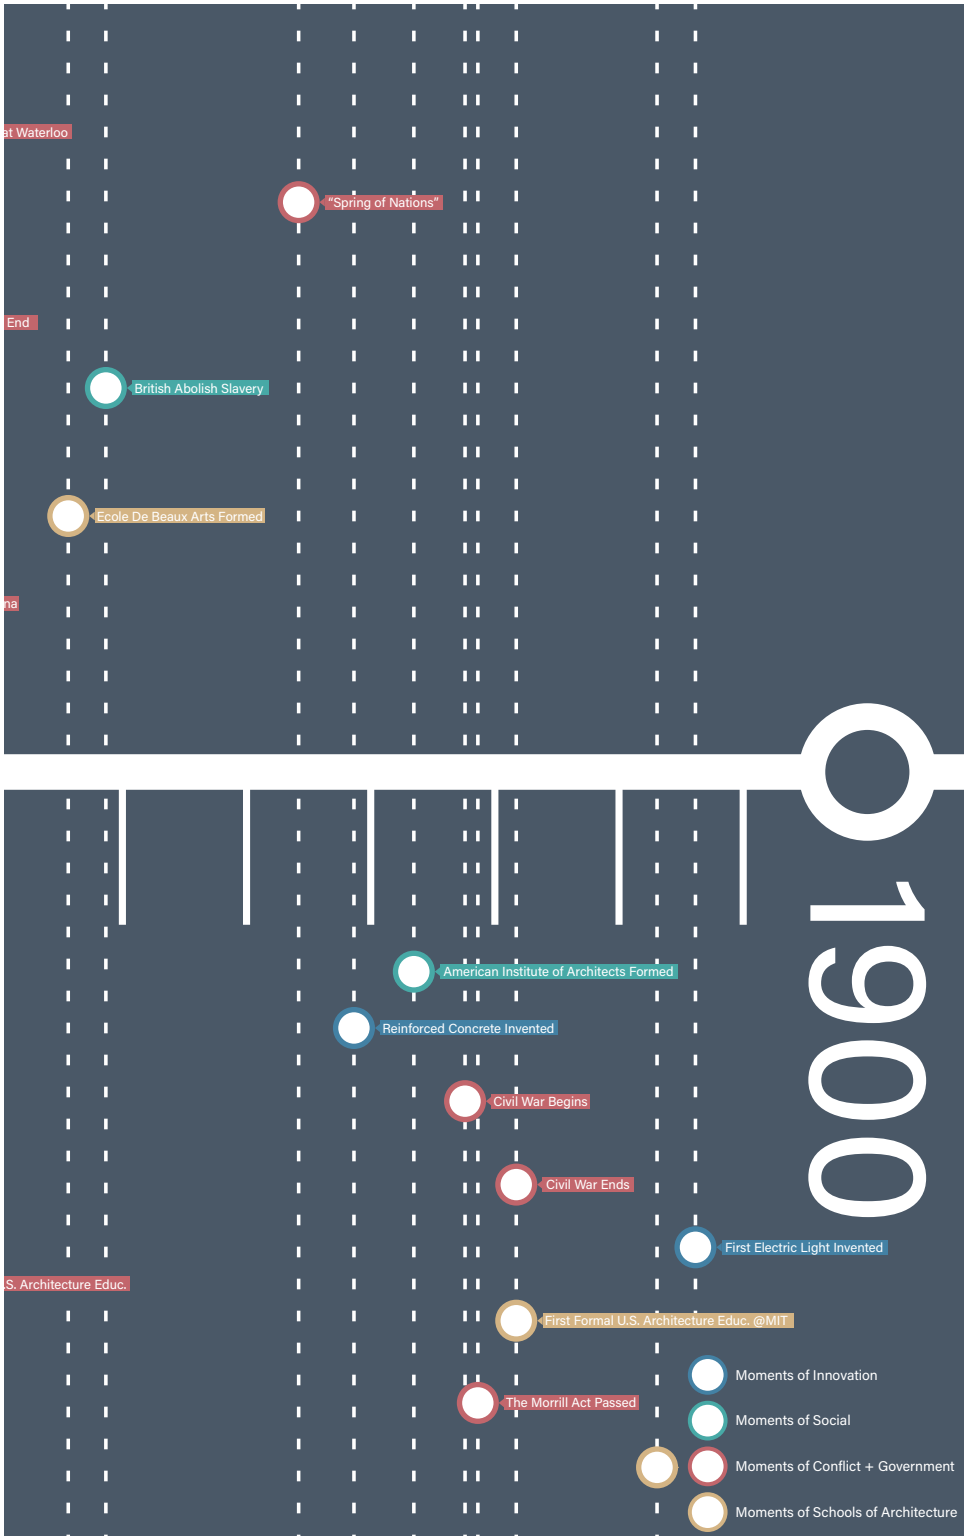 at Waterloo
"Spring of Nations"
End
British Abolish Slavery
Ecole De Beaux Arts Formed
na
1900
American Institute of Architects Formed
Reinforced Concrete Invented
Civil War Begins
Civil War Ends
First Electric Light Invented
.S. Architecture Educ.
First Formal U.S. Architecture Educ. @MIT
Moments of Innovation
The Morrill Act Passed
Moments of Social
Moments of Conflict + Government
Moments of Schools of Architecture